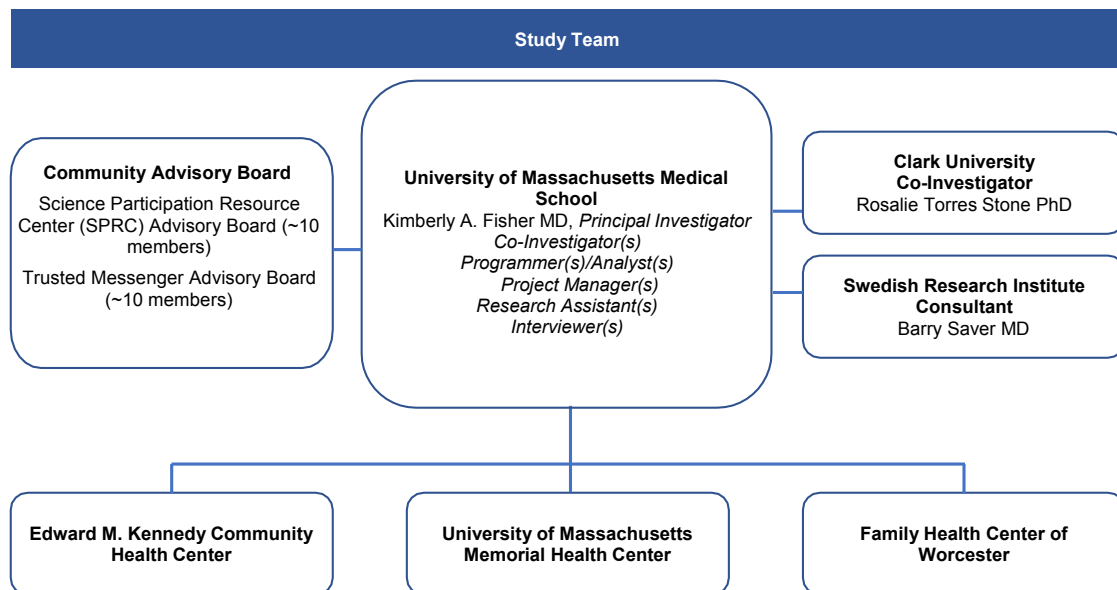 Study Team
Community Advisory Board
Science Participation Resource
Center (SPRC) Advisory Board (~10
members)
Trusted Messenger Advisory Board
(~10 members)
University of Massachusetts Medical
School
Kimberly A. Fisher MD, Principal Investigator
Co-Investigator(s)
Programmer(s)/Analyst(s)
Project Manager(s)
Research Assistant(s)
Interviewer(s)
Clark University
Co-Investigator
Rosalie Torres Stone PhD
Swedish Research Institute
Consultant
Barry Saver MD
Edward M. Kennedy Community
Health Center
University of Massachusetts
Memorial Health Center
Family Health Center of
Worcester